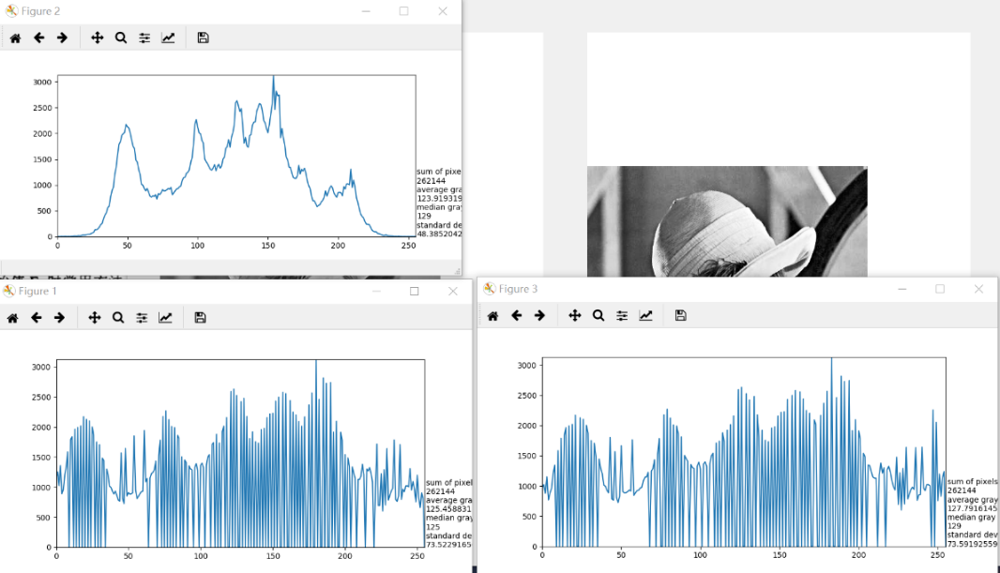 Figure 2
3000
2500
2000
1500
1000
500
0
0 50 100 150 200 250
sum of pixe
262144
average gra
123.919319
median gray
129
standard dev
48.3852042
Figure 1
3000
2500
2000
1500
1000
500
0
0 50 100 150 200 250
sum of pixel
262144
average gra
125.458831
median gray
125
standard de
73.5229165
Figure 3
3000
2500
2000
1500
1000
500
0
0 50 100 150 200 250
sum of pixels
262144
average gray
127.7916145
median gray
129
standard dev
73.59192559